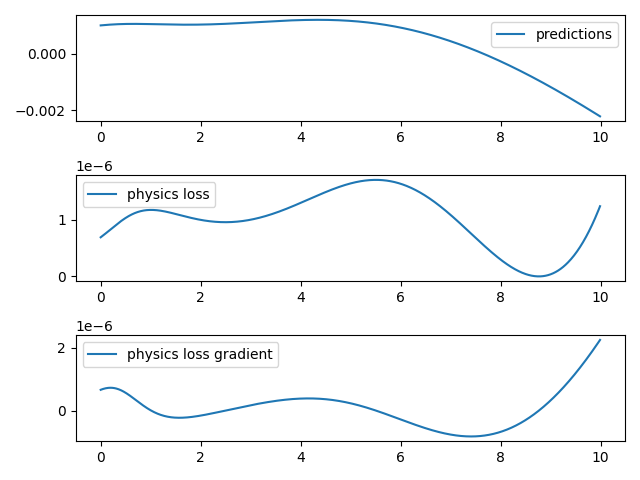 0.000
−0.002
predictions
0 2 4 6 8 10
1e−6
1
0
physics loss
0 2 4 6 8 10
1e−6
2
0
physics loss gradient
0 2 4 6 8 10